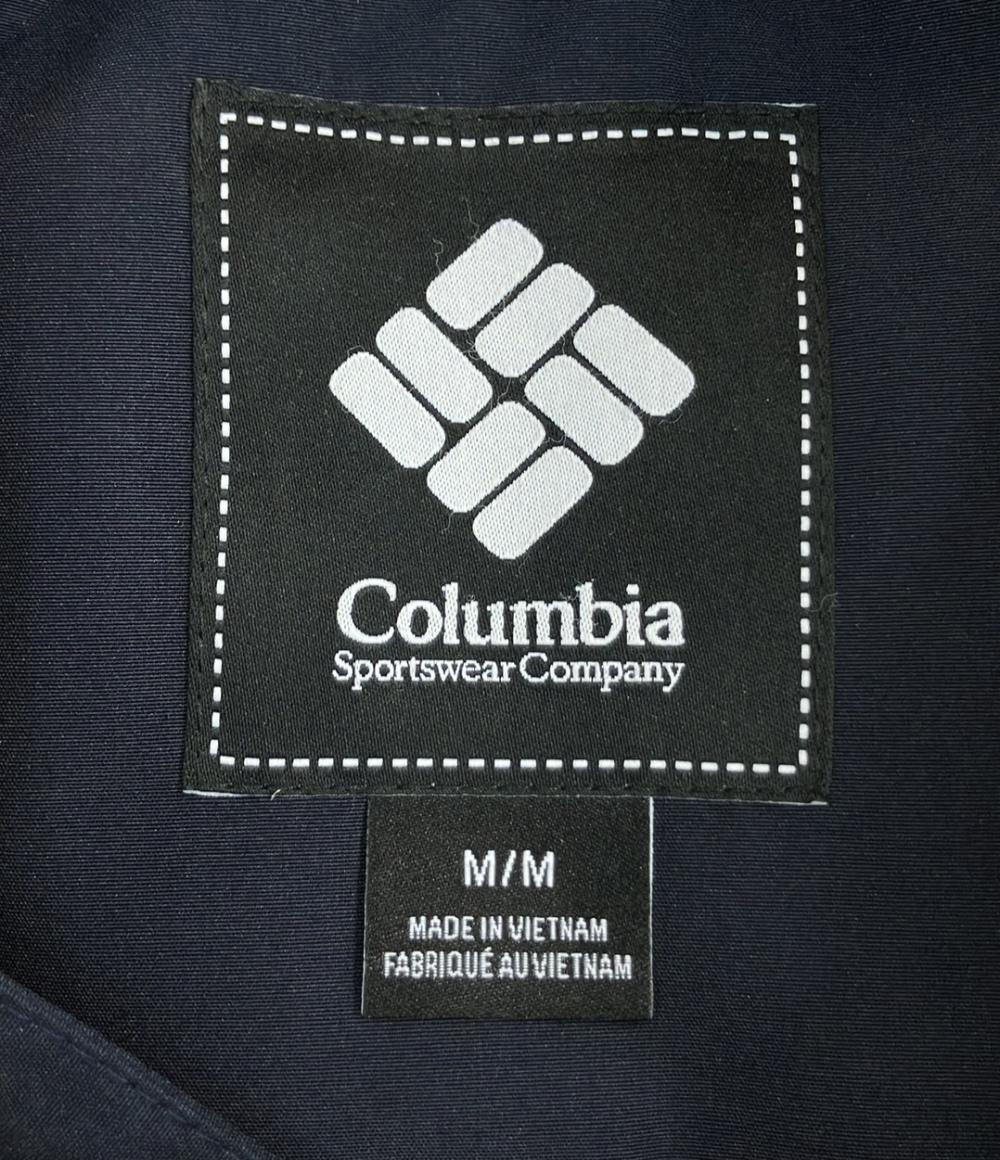 Columbia
Sportswear Company
M/M
MADE IN VIETNAM
FABRIQUÉ AU VIETNAM